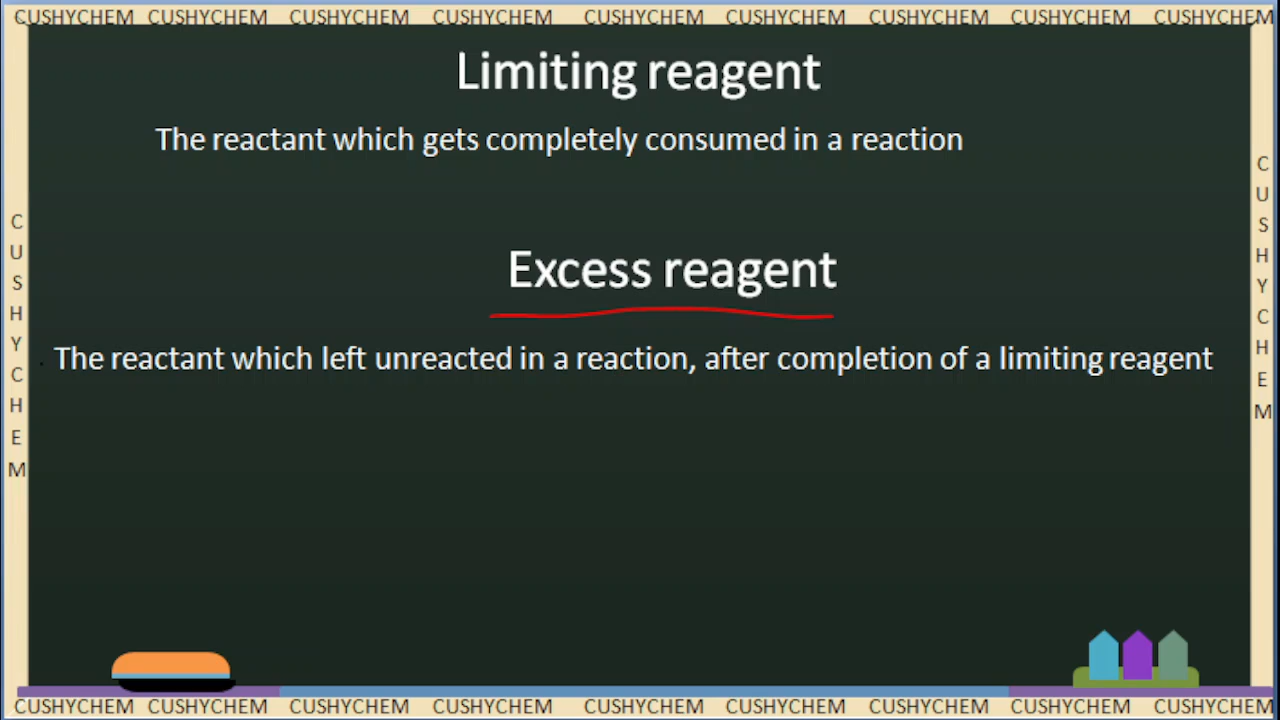 CUSHYCHEM CUSHYCHEM CUSHYCHEM CUSHYCHEM CUSHYCHEM CUSHYCHEM CUSHYCHEM CUSHYCHEM CUSHYCHEM
Limiting reagent
The reactant which gets completely consumed in a reaction
Excess reagent
The reactant which left unreacted in a reaction, after completion of a limiting reagent
CUSHYCHEM
CUSHYCHEM
CUSHYCHEM CUSHYCHEM CUSHYCHEM CUSHYCHEM CUSHYCHEM CUSHYCHEM CUSHYCHEM CUSHYCHEM CUSHYCHEM